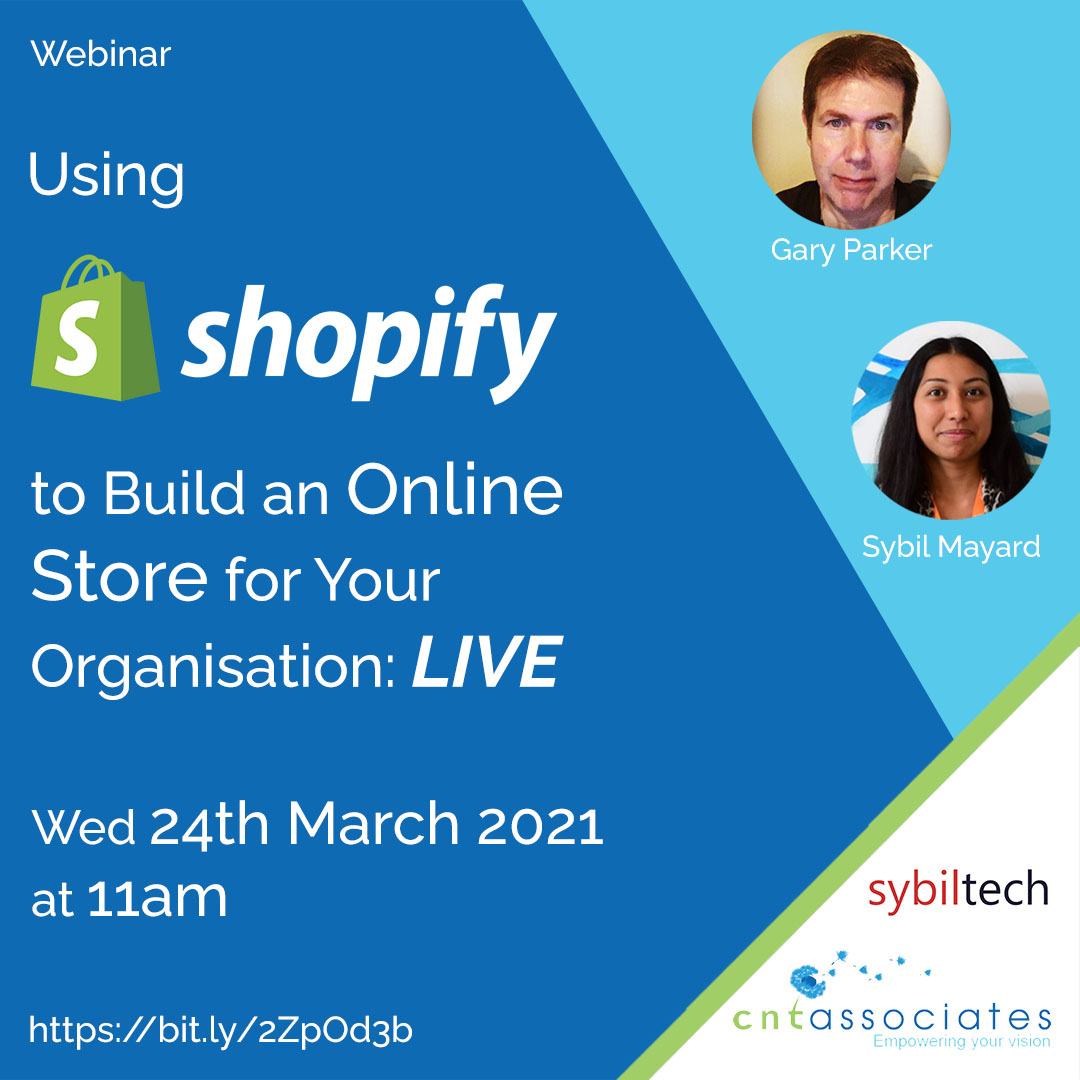 Webinar
Using
S shopify
to Build an Online
Store for Your
Organisation: LIVE
Wed 24th March 2021
at 11am
https://bit.ly/2ZpOd3b
Gary Parker
Sybil Mayard
sybiltech
cntassociates
Empowering your vision